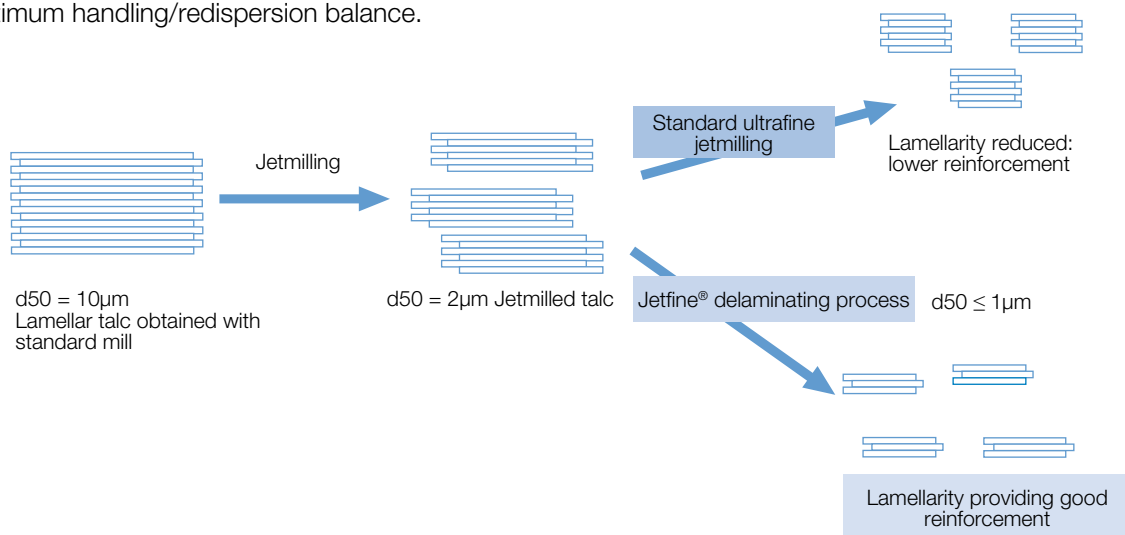 handling/redispersion balance.
Jetmilling
d50 = 10µm
Lamellar talc obtained with
standard mill
d50 = 2µm Jetmilled talc
Standard ultrafine
jetmilling
Lamellarity reduced:
lower reinforcement
Jetfine® delaminating process
d50 ≤ 1µm
Lamellarity providing good
reinforcement